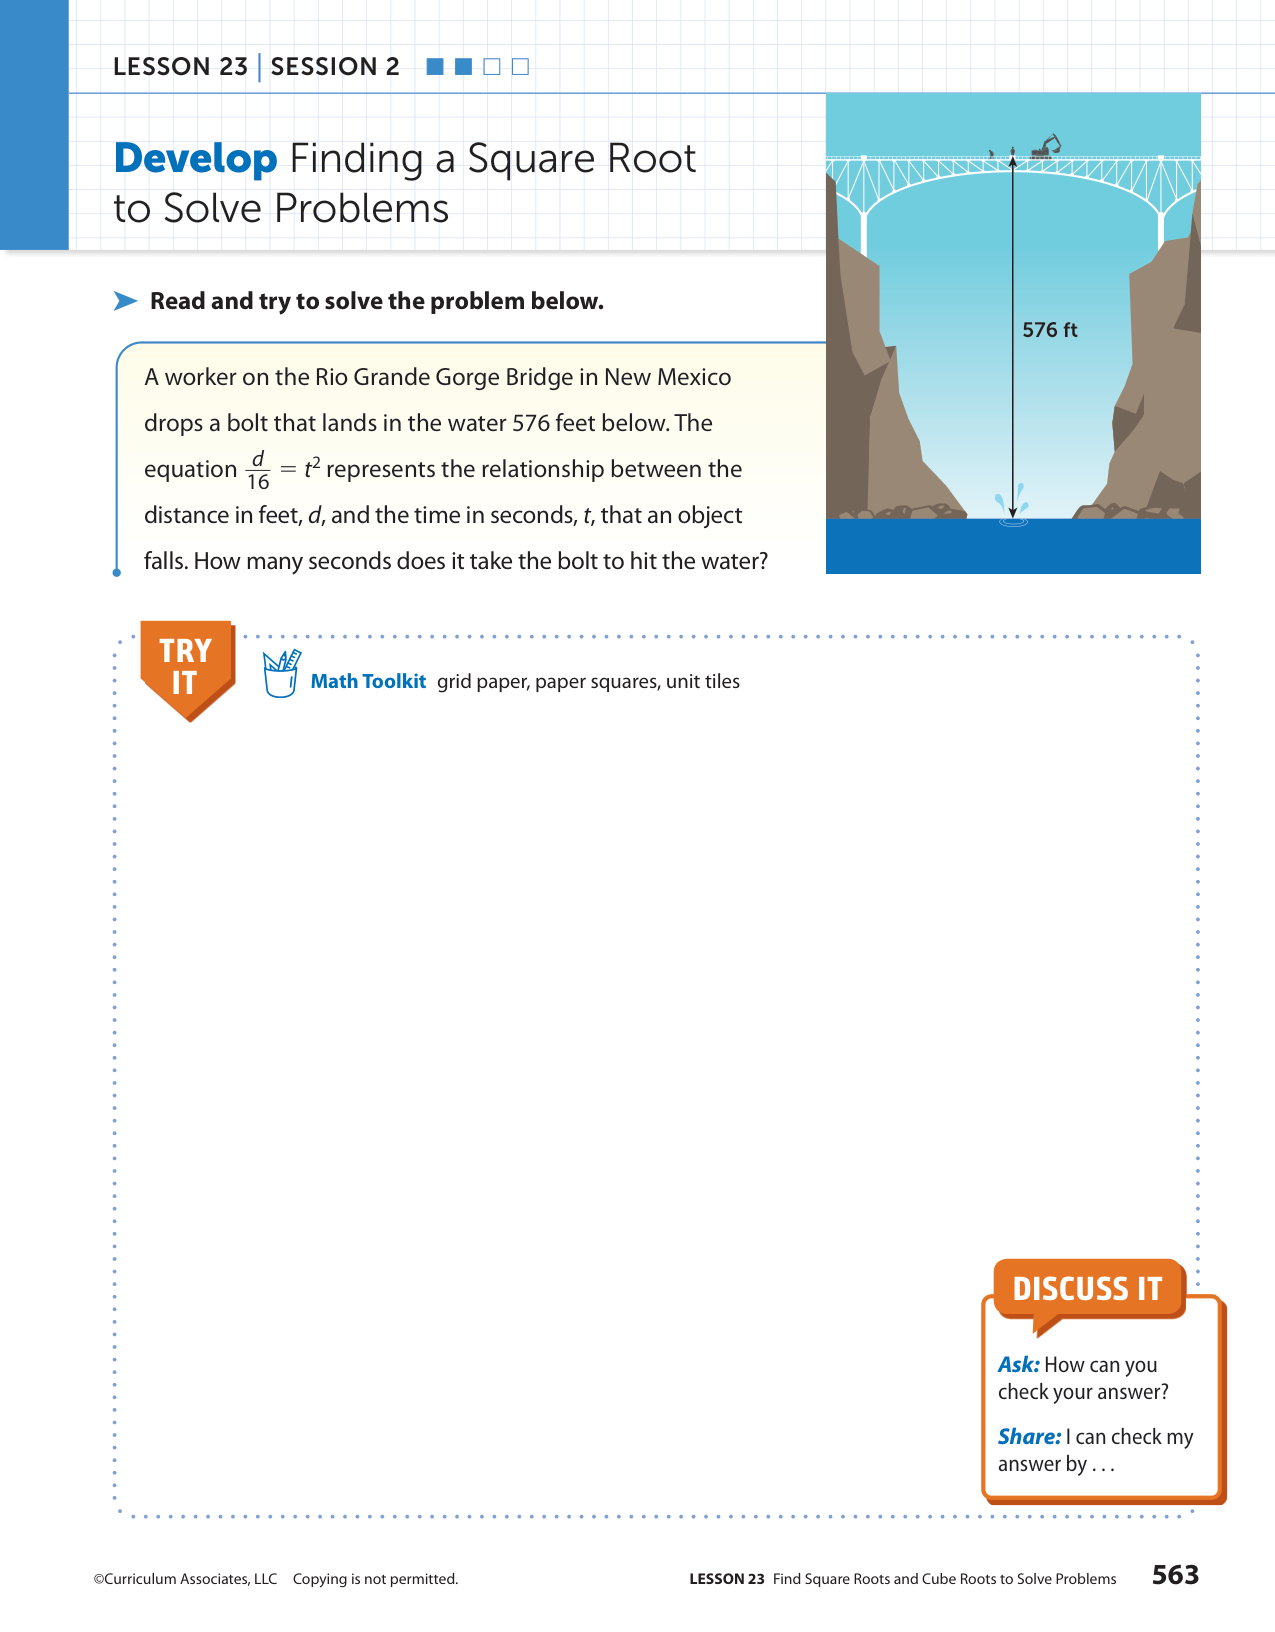 LESSON 23 | SESSION 2
Develop Finding a Square Root
to Solve Problems
Read and try to solve the problem below.
A worker on the Rio Grande Gorge Bridge in New Mexico
drops a bolt that lands in the water 576 feet below. The
equation d/16 = t² represents the relationship between the
distance in feet, d, and the time in seconds, t, that an object
falls. How many seconds does it take the bolt to hit the water?
576 ft
TRY
IT
Math Toolkit grid paper, paper squares, unit tiles
DISCUSS IT
Ask: How can you
check your answer?
Share: I can check my
answer by . . .
©Curriculum Associates, LLC Copying is not permitted.
LESSON 23 Find Square Roots and Cube Roots to Solve Problems 563